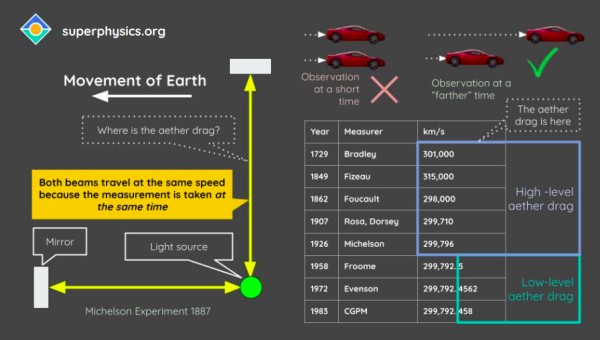 superphysics.org
Movement of Earth
Where is the aether drag?
Both beams travel at the same speed
because the measurement is taken at
the same time
Mirror
Light source
Michelson Experiment 1887
Observation
at a short
time
Observation at a
"farther" time
The aether
drag is here
Year Measurer km/s
1729 Bradley 301,000
1849 Fizeau 315,000
1862 Foucault 298,000
1907 Rosa, Dorsey 299,710
1926 Michelson 299,796
1958 Froome 299,792.5
1972 Evenson 299,792.4562
1983 CGPM 299,792.458
High -level
aether drag
Low-level
aether drag